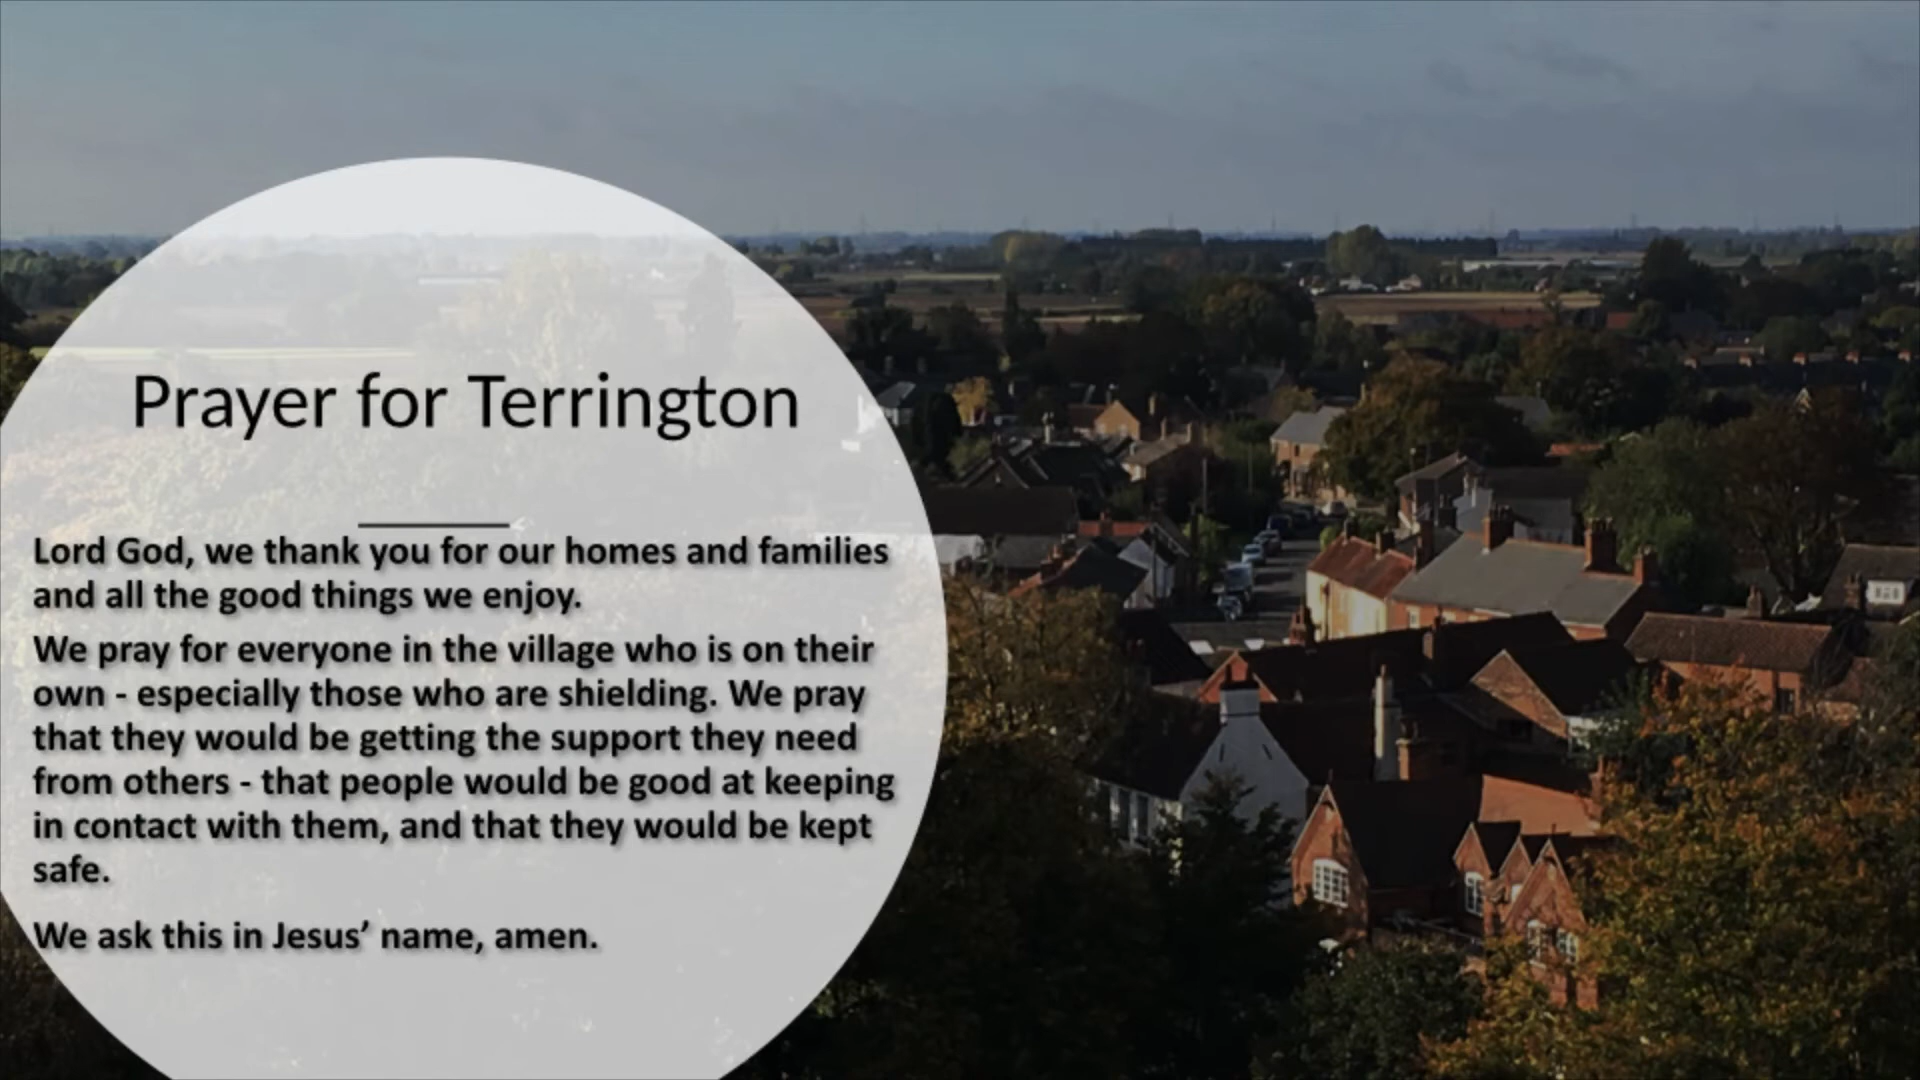 Prayer for Terrington
Lord God, we thank you for our homes and families
and all the good things we enjoy.
We pray for everyone in the village who is on their
own - especially those who are shielding. We pray
that they would be getting the support they need
from others - that people would be good at keeping
in contact with them, and that they would be kept
safe.
We ask this in Jesus’ name, amen.